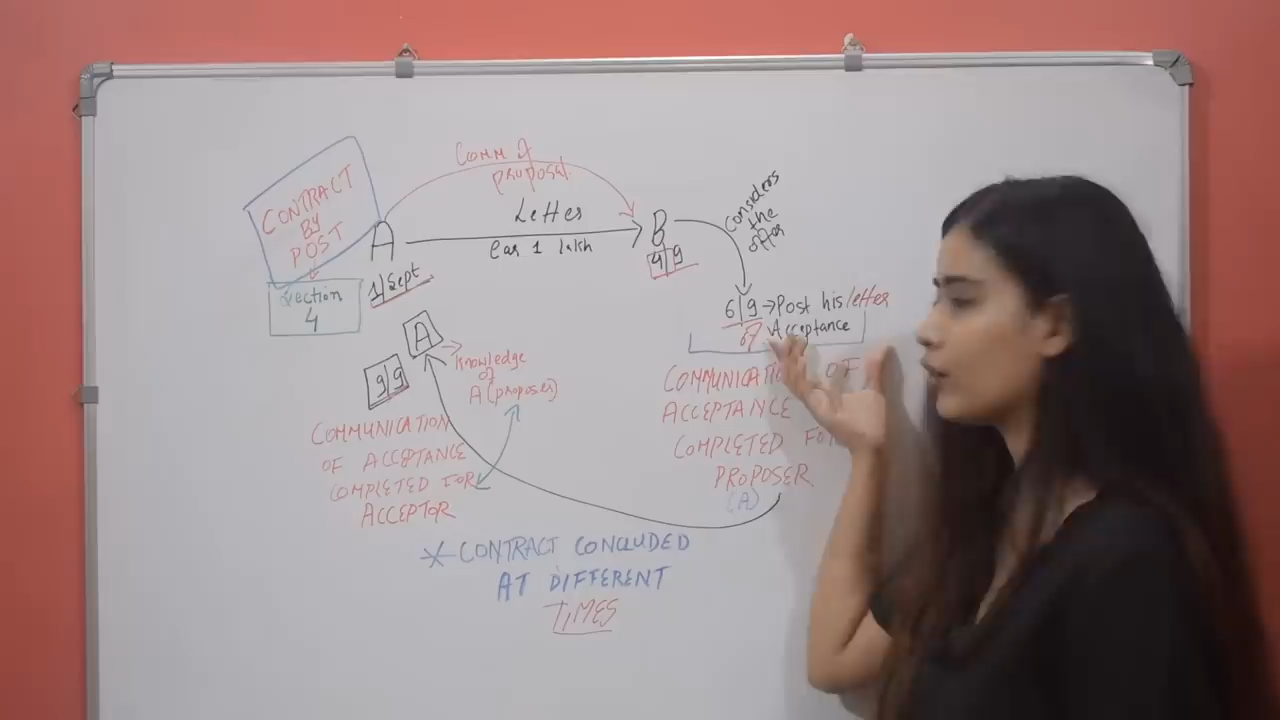 CONTRACT
BY
POST
Section
4
Comm of
proposal.
A
Letter
Car 1 lakh
B
1/Sept
4/9
Considers
the
offer
6/9 → Post his letter
of Acceptance
A
9/9
Knowledge
of
A (proposer)
COMMUNICATION
OF ACCEPTANCE
COMPLETED FOR
ACCEPTOR
OF
ACCEPTANCE
COMPLETED
PROPOSER
(A)
* CONTRACT CONCLUDED
AT DIFFERENT
TIMES